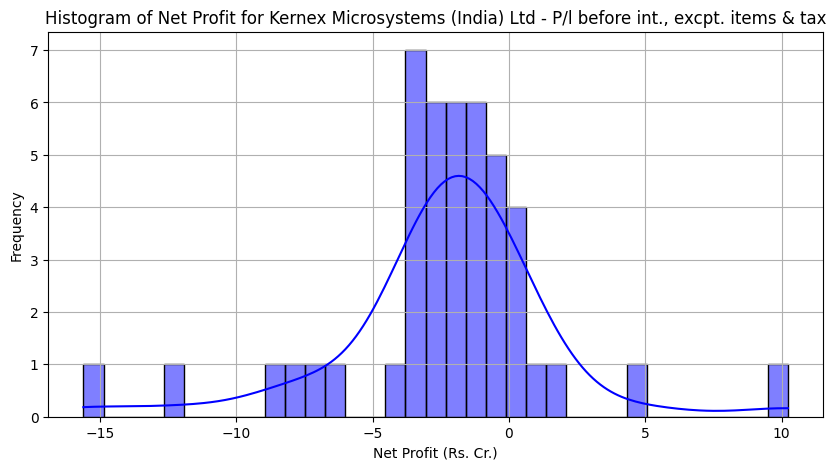 Histogram of Net Profit for Kernex Microsystems (India) Ltd - P/l before int., excpt. items & tax
7
6
5
4
3
2
1
0
Frequency
−15 −10 −5 0 5 10
Net Profit (Rs. Cr.)